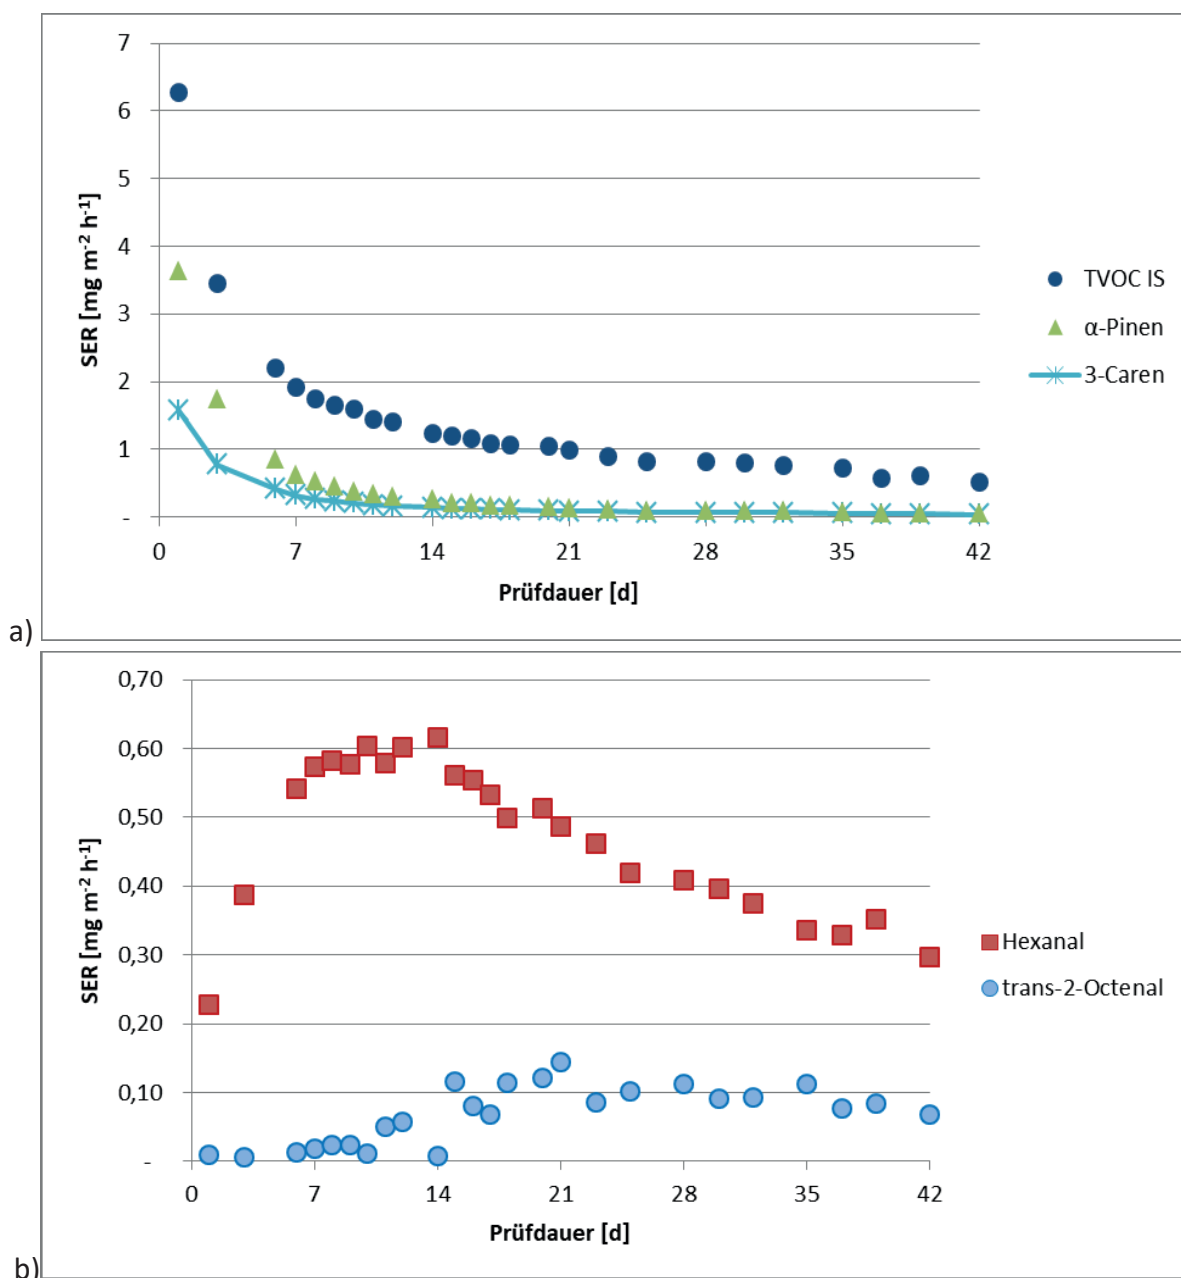 7
6
5
4
3
2
1
-
SER [mg m⁻² h⁻¹]
0 7 14 21 28 35 42
Prüfdauer [d]
TVOC IS
α-Pinen
3-Caren
a)
0,70
0,60
0,50
0,40
0,30
0,20
0,10
-
SER [mg m⁻² h⁻¹]
0 7 14 21 28 35 42
Prüfdauer [d]
Hexanal
trans-2-Octenal
b)